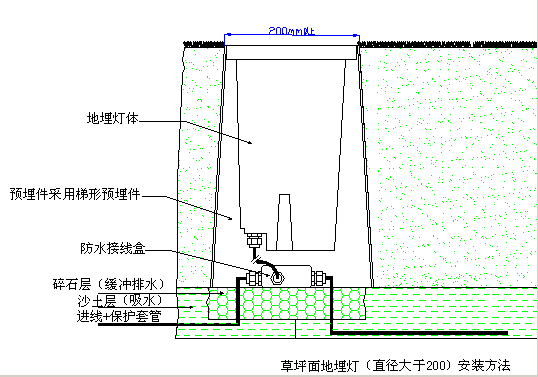 200mm以上
地埋灯体
预埋件采用梯形预埋件
防水接线盒
碎石层（缓冲排水）
沙土层（吸水）
进线+保护套管
草坪面地埋灯（直径大于200）安装方法